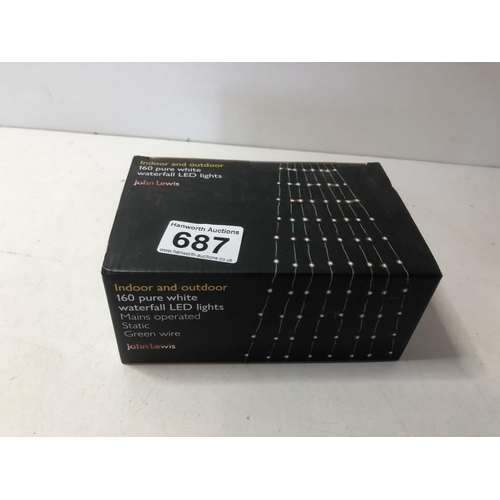 Indoor and outdoor
160 pure white
waterfall LED lights
John Lewis
Hanworth Auctions
687
www.hanworth-auctions.co.uk
Indoor and outdoor
160 pure white
waterfall LED lights
Mains operated
Static
Green wire
John Lewis